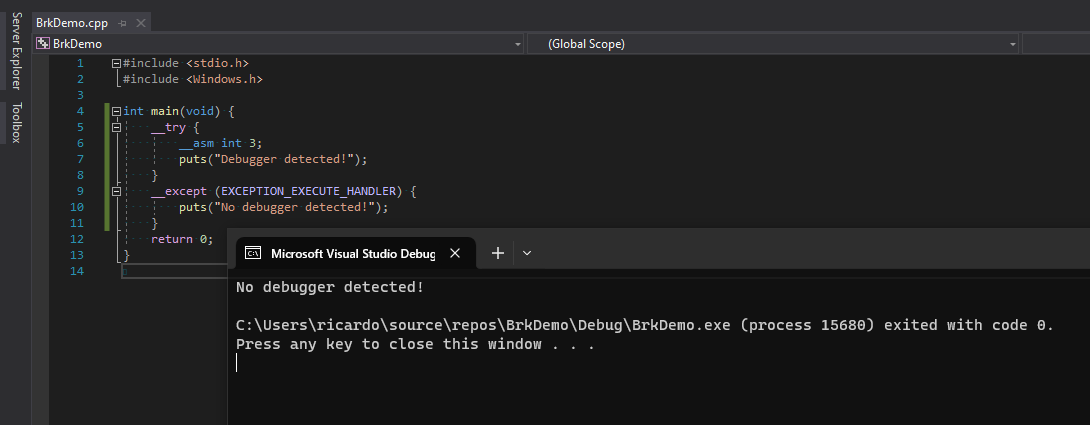 Server Explorer
Toolbox
BrkDemo.cpp
BrkDemo
(Global Scope)
1 #include <stdio.h>
2 #include <Windows.h>
3
4 int main(void) {
5 __try {
6 __asm int 3;
7 puts("Debugger detected!");
8 }
9 __except (EXCEPTION_EXECUTE_HANDLER) {
10 puts("No debugger detected!");
11 }
12 return 0;
13 }
14
Microsoft Visual Studio Debug
No debugger detected!
C:\Users\ricardo\source\repos\BrkDemo\Debug\BrkDemo.exe (process 15680) exited with code 0.
Press any key to close this window . . .